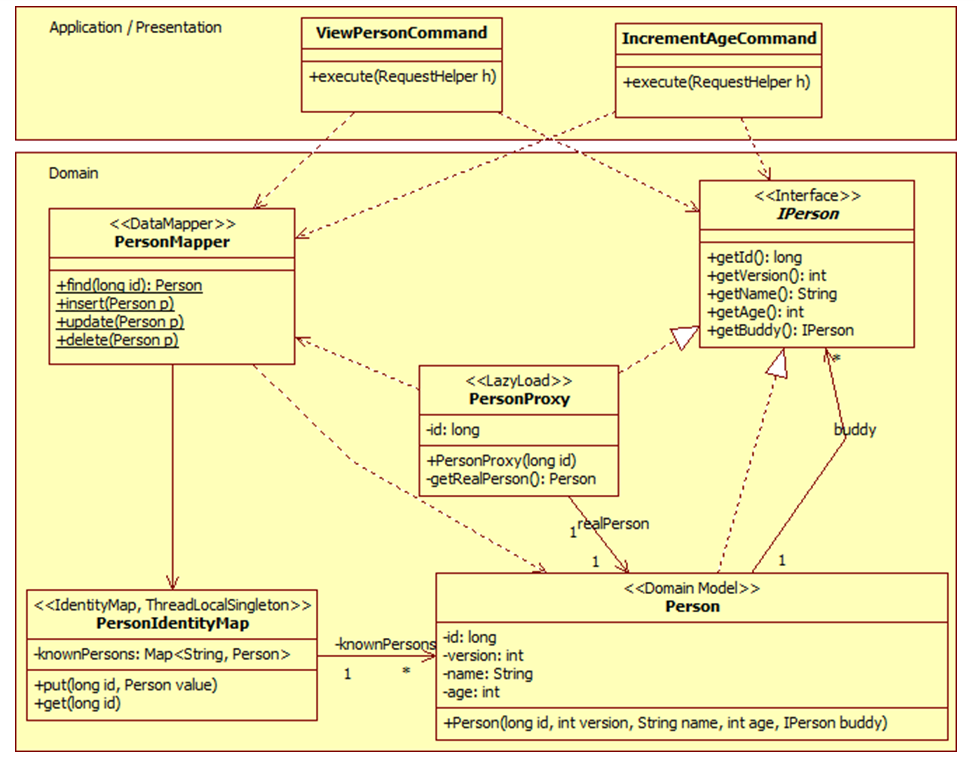 Application / Presentation
ViewPersonCommand
+execute(RequestHelper h)
IncrementAgeCommand
+execute(RequestHelper h)
Domain
<<DataMapper>>
PersonMapper
+find(long id): Person
+insert(Person p)
+update(Person p)
+delete(Person p)
<<Interface>>
IPerson
+getId(): long
+getVersion(): int
+getName(): String
+getAge(): int
+getBuddy(): IPerson
*
<<LazyLoad>>
PersonProxy
-id: long
+PersonProxy(long id)
-getRealPerson(): Person
buddy
realPerson
1
1
1
<<IdentityMap, ThreadLocalSingleton>>
PersonIdentityMap
-knownPersons: Map<String, Person>
+put(long id, Person value)
+get(long id)
-knownPersons
1
*
<<Domain Model>>
Person
-id: long
-version: int
-name: String
-age: int
+Person(long id, int version, String name, int age, IPerson buddy)